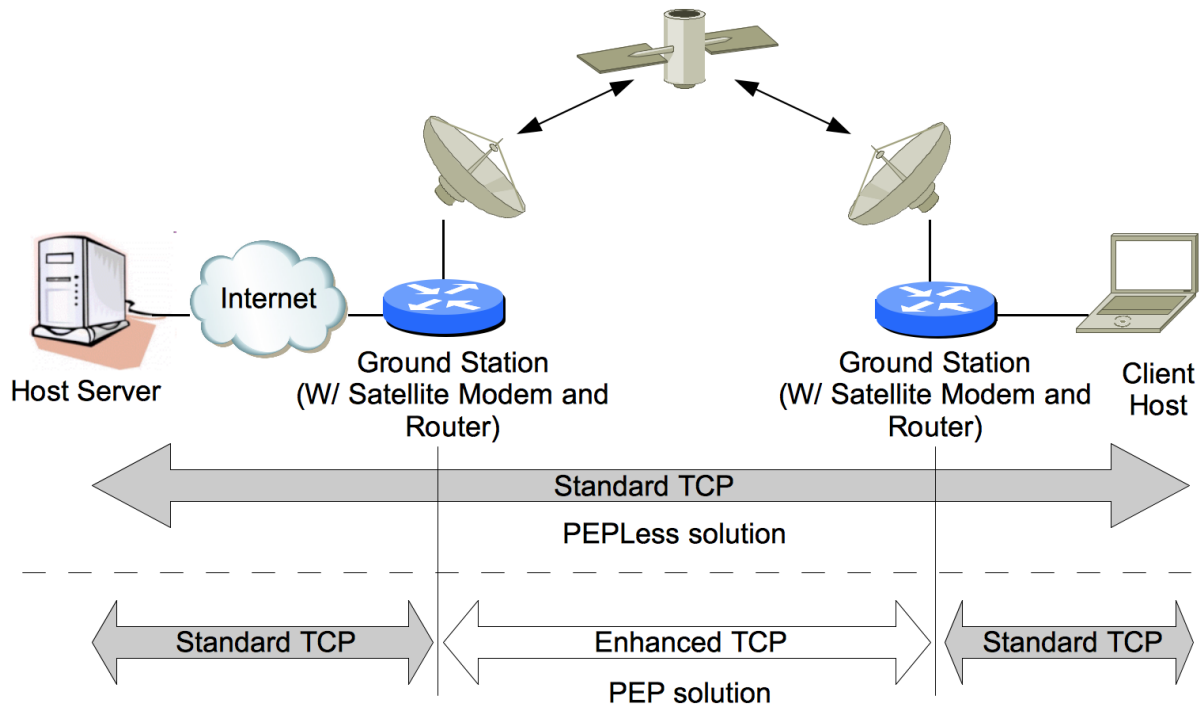 Internet
Host Server
Ground Station
(W/ Satellite Modem and
Router)
Ground Station
(W/ Satellite Modem and
Router)
Client
Host
Standard TCP
PEPLess solution
Standard TCP
Enhanced TCP
Standard TCP
PEP solution